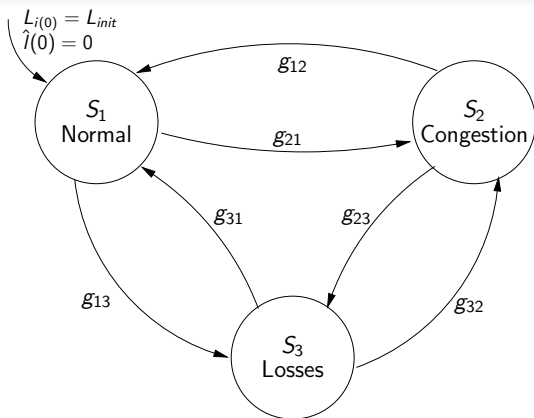 L_{i(0)} = L_{init}
\hat{l}(0) = 0
g_{12}
S_1
Normal
S_2
Congestion
g_{21}
g_{31}
g_{23}
g_{13}
g_{32}
S_3
Losses